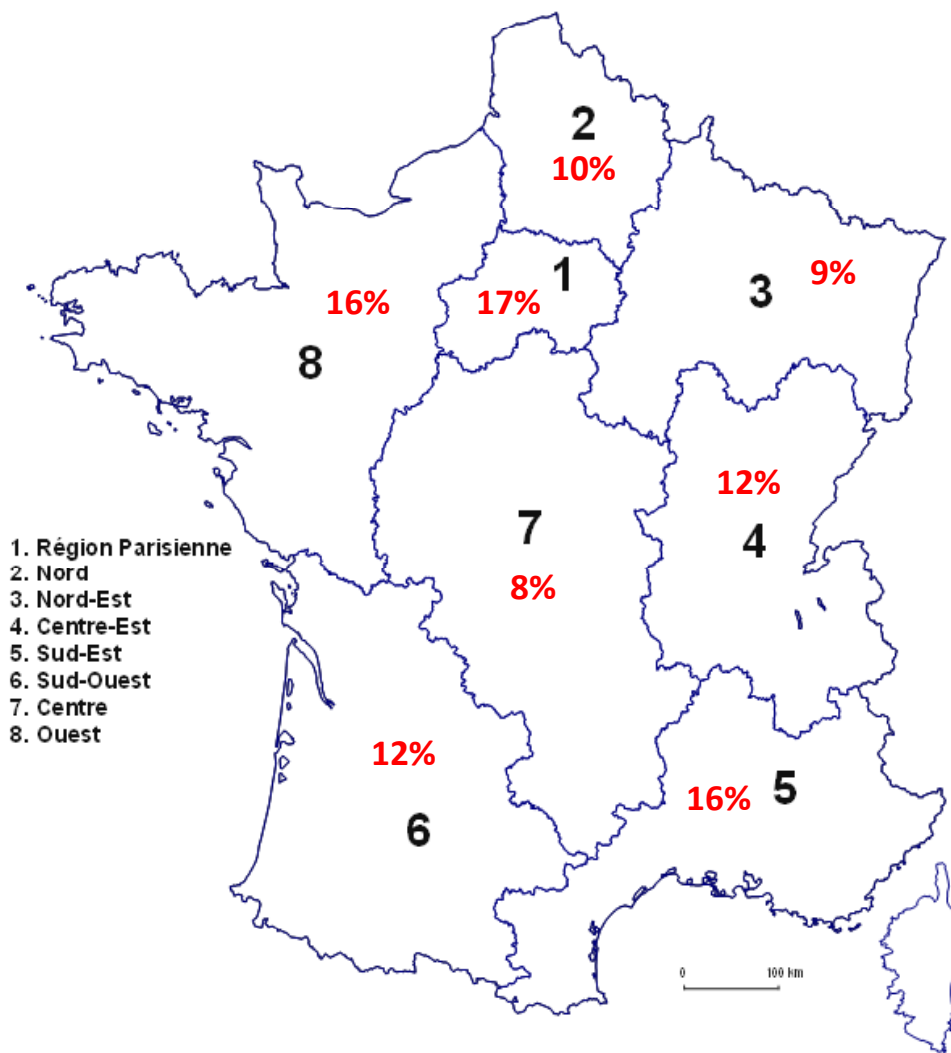 2
10%
1
17%
3
9%
16%
8
12%
4
7
8%
1. Région Parisienne
2. Nord
3. Nord-Est
4. Centre-Est
5. Sud-Est
6. Sud-Ouest
7. Centre
8. Ouest
12%
6
16%
5
0 100 km